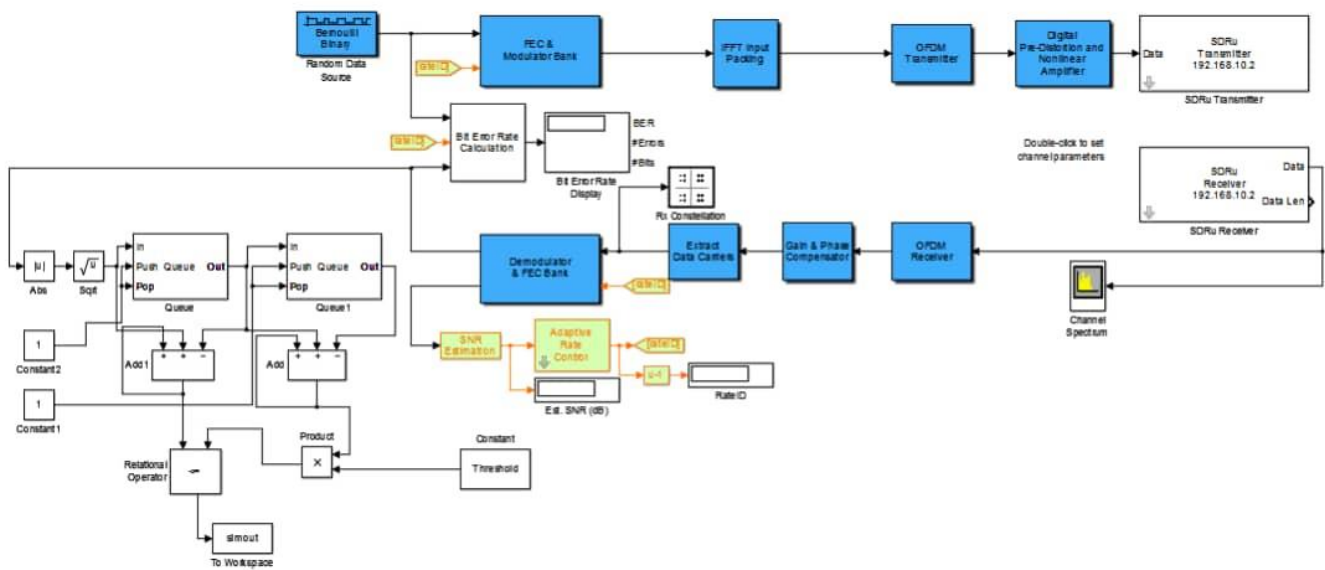 Bernoulli
Binary
Random Data
Source
[rateID]
FEC &
Modulator Bank
IFFT Input
Packing
OFDM
Transmitter
Digital
Pre-Distortion and
Nonlinear
Amplifier
Data
SDRu
Transmitter
192.168.10.2
SDRu Transmitter
[rateID]
Bit Error Rate
Calculation
BER
#Errors
#Bits
Bit Error Rate
Display
Double-click to set
channel parameters
SDRu
Receiver
192.168.10.2
Data
Data Len
SDRu Receiver
Rx Constellation
Demodulator
& FEC Bank
Extract
Data Carriers
Gain & Phase
Compensator
OFDM
Receiver
[rateID]
Channel
Spectrum
|u|
Abs
√u
Sqrt
In
Push Queue Out
Pop
Queue
In
Push Queue Out
Pop
Queue1
1
Constant2
+ + -
Add1
+ + -
Add
1
Constant1
SNR
Estimation
Adaptive
Rate
Control
[rateID]
u-1
RateID
Est. SNR (dB)
Product
×
Constant
Threshold
Relational
Operator
simout
To Workspace